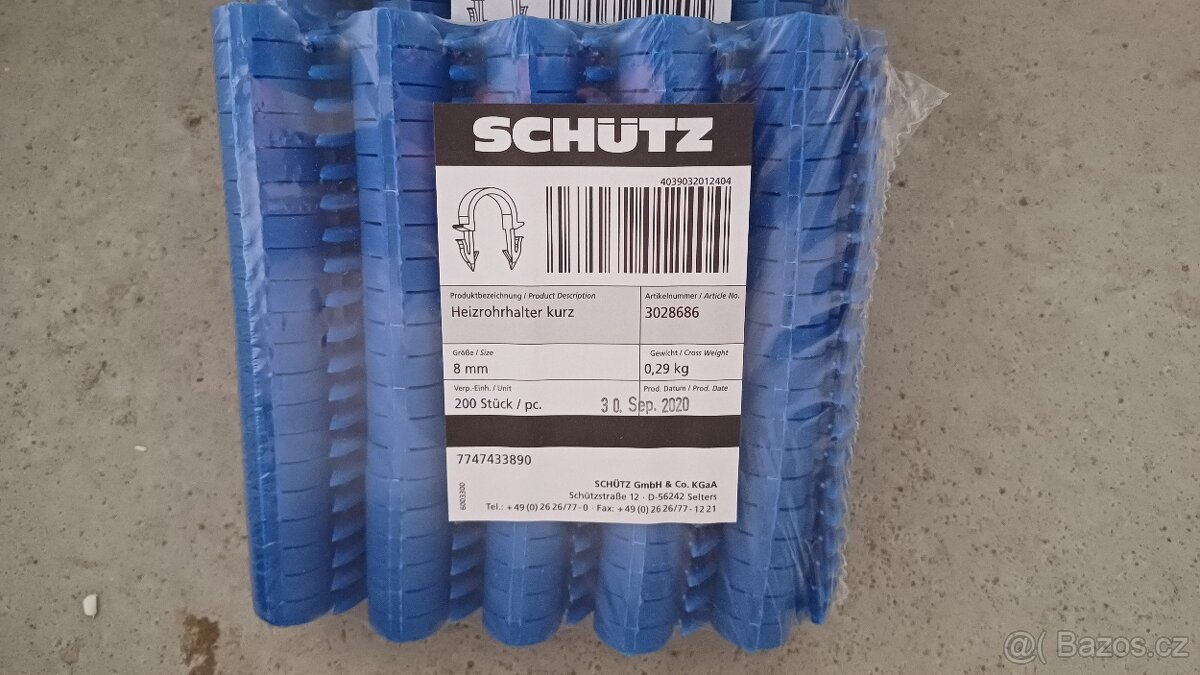 SCHÜTZ
4039032012404
Produktbezeichnung / Product Description
Heizrohrhalter kurz
Artikelnummer / Article No.
3028686
Größe / Size
8 mm
Gewicht / Cross Weight
0,29 kg
Verp.-Einh. / Unit
200 Stück / pc.
Prod. Datum / Prod. Date
30. Sep. 2020
7747433890
6003300
SCHÜTZ GmbH & Co. KGaA
Schützstraße 12 · D-56242 Selters
Tel.: +49 (0) 26 26/77-0 · Fax: +49 (0) 26 26/77-12 21
@( Bazos.cz